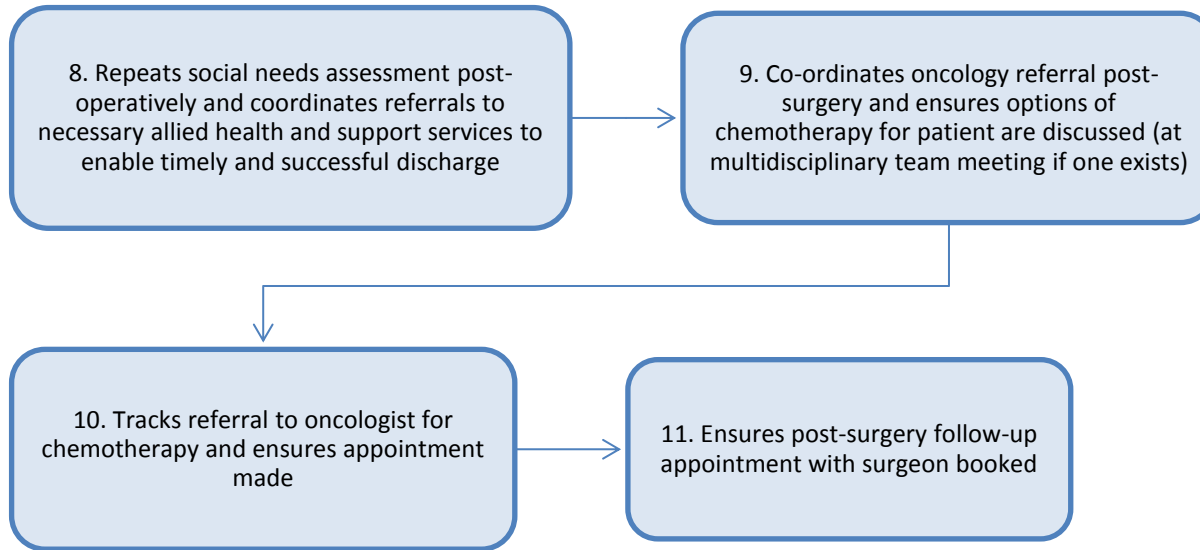 8. Repeats social needs assessment post-
operatively and coordinates referrals to
necessary allied health and support services to
enable timely and successful discharge
9. Co-ordinates oncology referral post-
surgery and ensures options of
chemotherapy for patient are discussed (at
multidisciplinary team meeting if one exists)
10. Tracks referral to oncologist for
chemotherapy and ensures appointment
made
11. Ensures post-surgery follow-up
appointment with surgeon booked